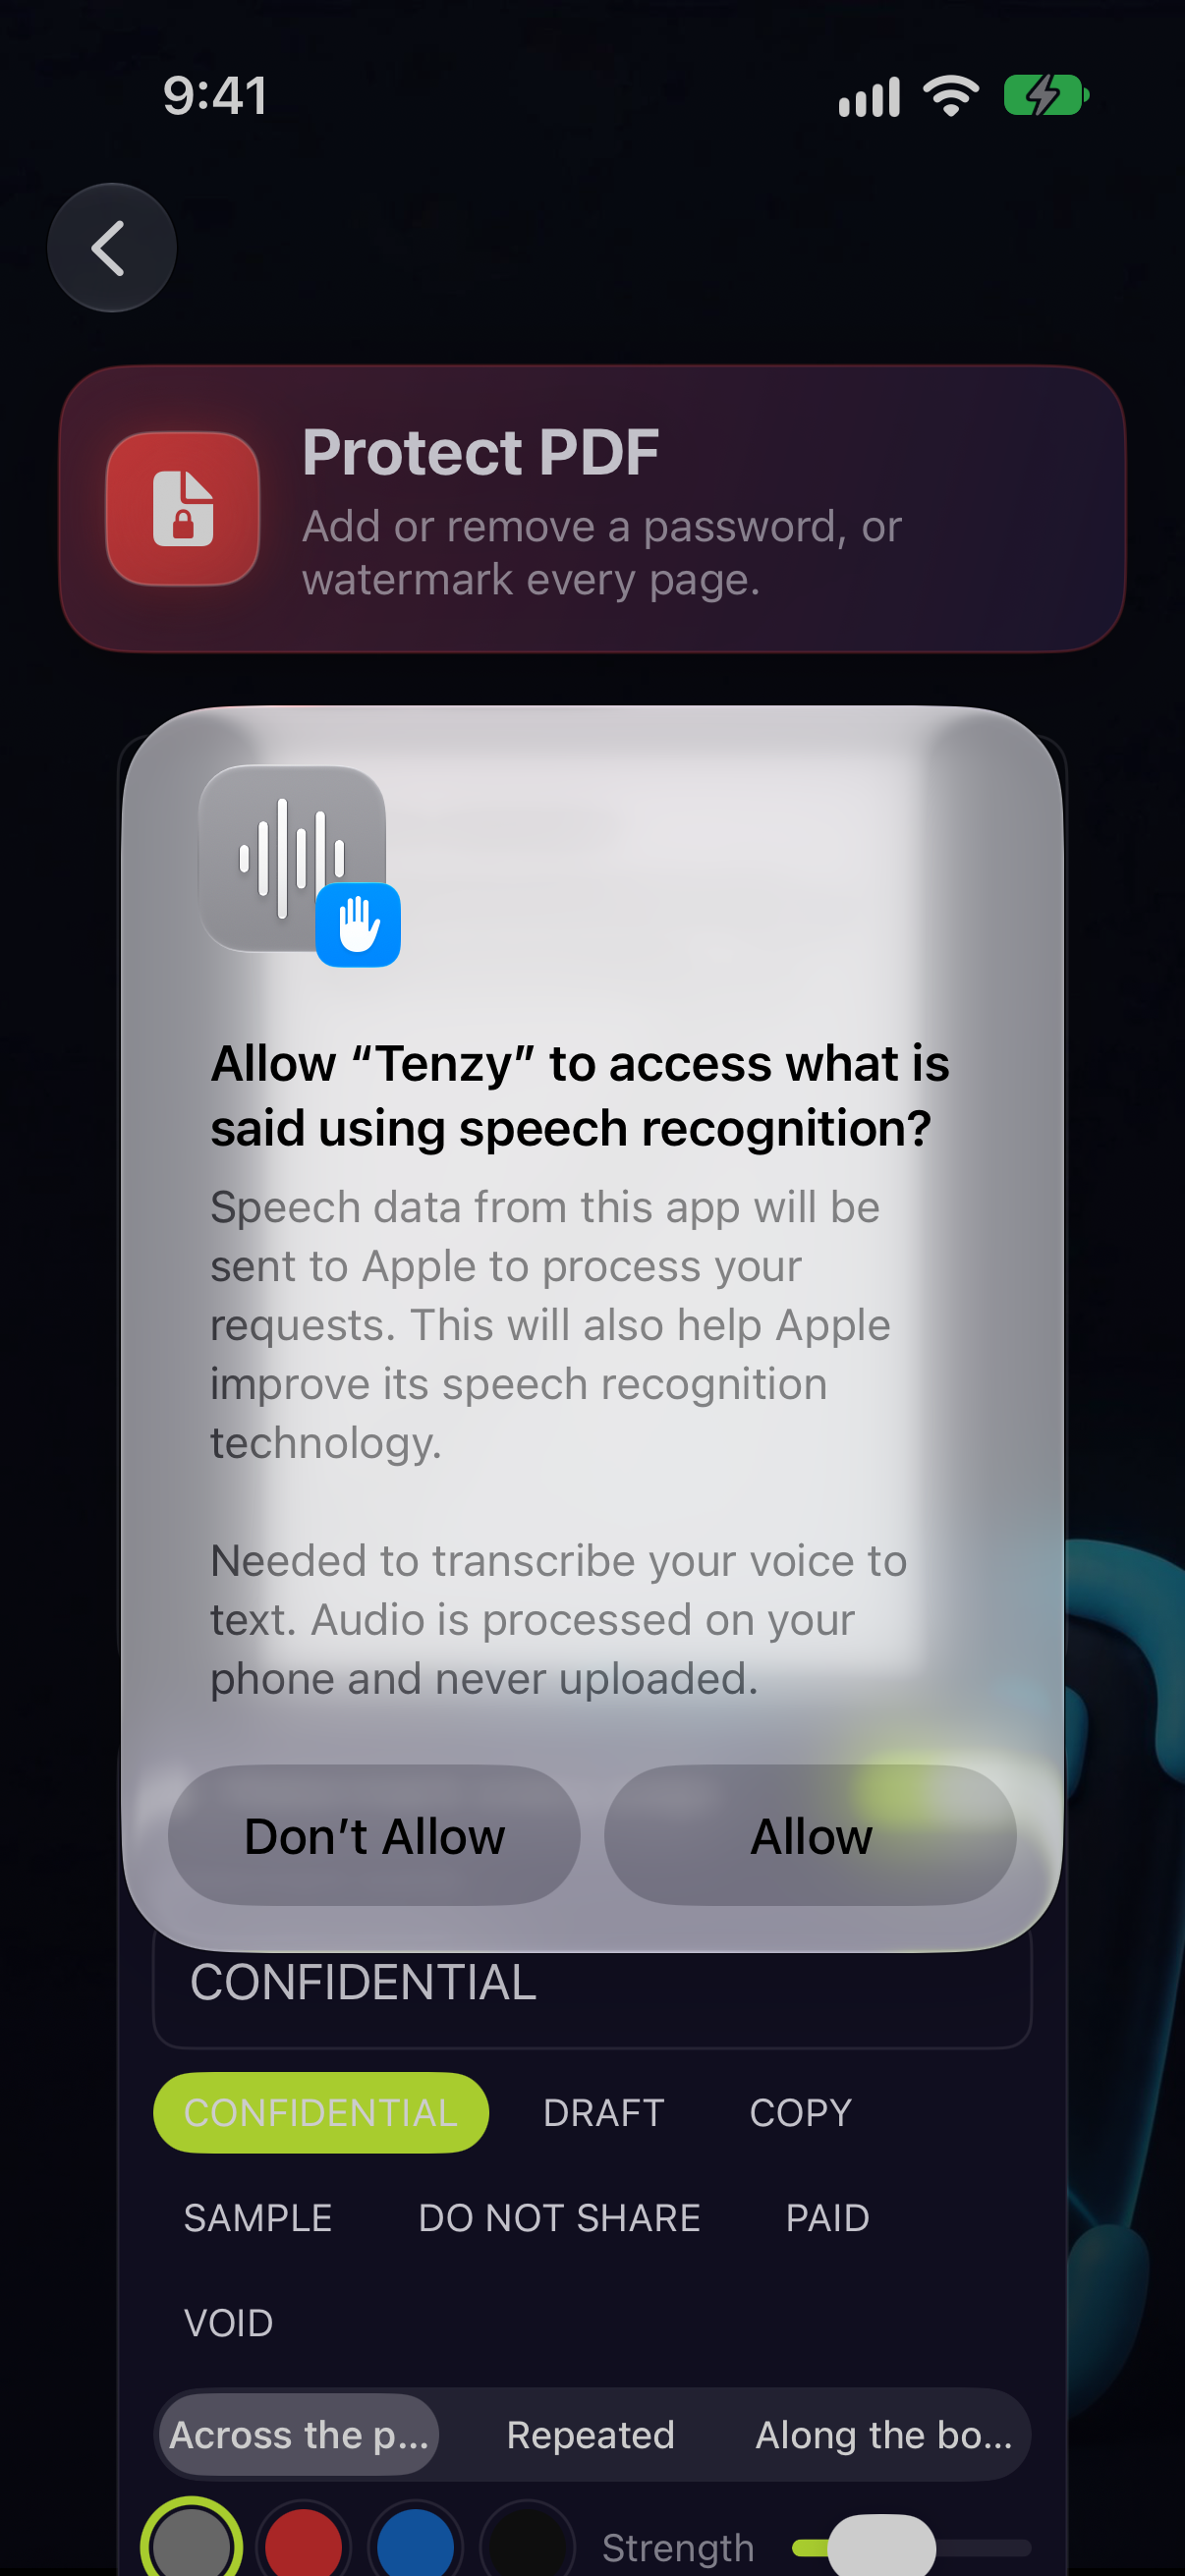 9:41
Protect PDF
Add or remove a password, or
watermark every page.
Allow “Tenzy” to access what is
said using speech recognition?
Speech data from this app will be
sent to Apple to process your
requests. This will also help Apple
improve its speech recognition
technology.
Needed to transcribe your voice to
text. Audio is processed on your
phone and never uploaded.
Don’t Allow
Allow
CONFIDENTIAL
CONFIDENTIAL
DRAFT
COPY
SAMPLE
DO NOT SHARE
PAID
VOID
Across the p...
Repeated
Along the bo...
Strength